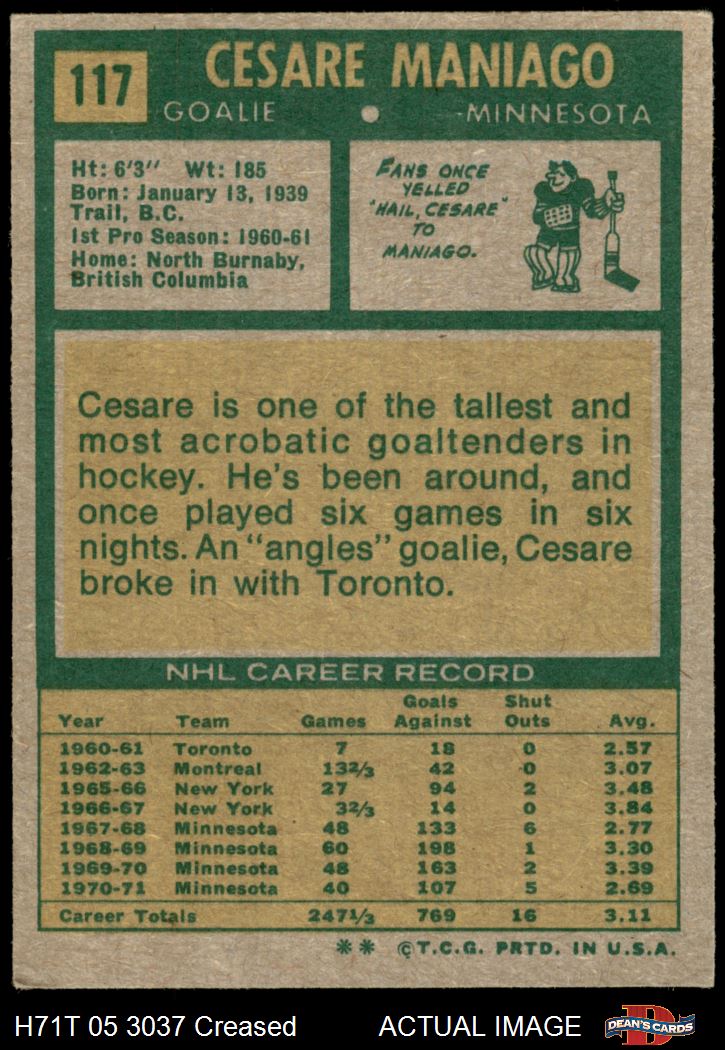 117
CESARE MANIAGO
GOALIE
MINNESOTA
Ht: 6'3" Wt: 185
Born: January 13, 1939
Trail, B.C.
1st Pro Season: 1960-61
Home: North Burnaby,
British Columbia
FANS ONCE
YELLED
"HAIL, CESARE"
TO
MANIAGO.
Cesare is one of the tallest and
most acrobatic goaltenders in
hockey. He's been around, and
once played six games in six
nights. An "angles" goalie, Cesare
broke in with Toronto.
NHL CAREER RECORD
Year Team Games Goals Against Shut Outs Avg.
1960-61 Toronto 7 18 0 2.57
1962-63 Montreal 132/3 42 0 3.07
1965-66 New York 27 94 2 3.48
1966-67 New York 32/3 14 0 3.84
1967-68 Minnesota 48 133 6 2.77
1968-69 Minnesota 60 198 1 3.30
1969-70 Minnesota 48 163 2 3.39
1970-71 Minnesota 40 107 5 2.69
Career Totals 2471/3 769 16 3.11
** ©T.C.G. PRTD. IN U.S.A.
H71T 05 3037 Creased ACTUAL IMAGE
D
DEAN'S CARDS